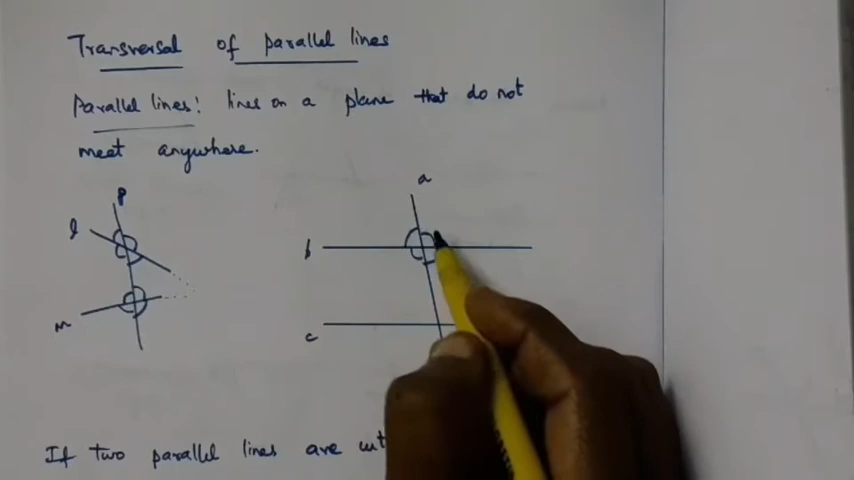 Transversal of parallel lines
Parallel lines: lines on a plane that do not
meet anywhere.
p
l
m
a
b
c
If two parallel lines are cut